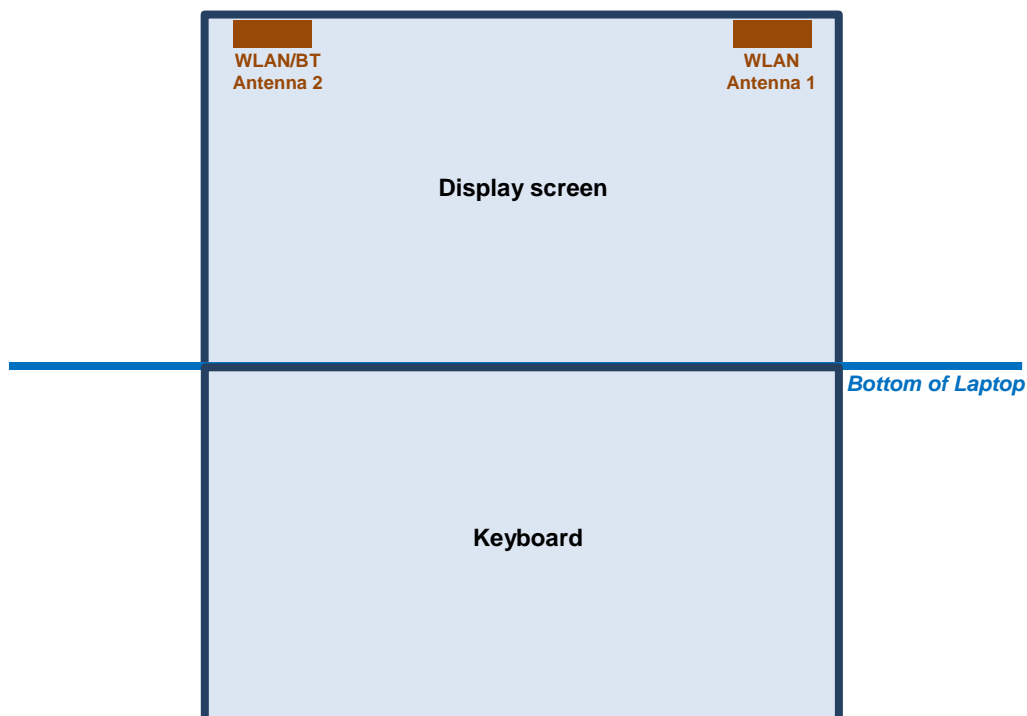 WLAN/BT
Antenna 2
WLAN
Antenna 1
Display screen
Bottom of Laptop
Keyboard